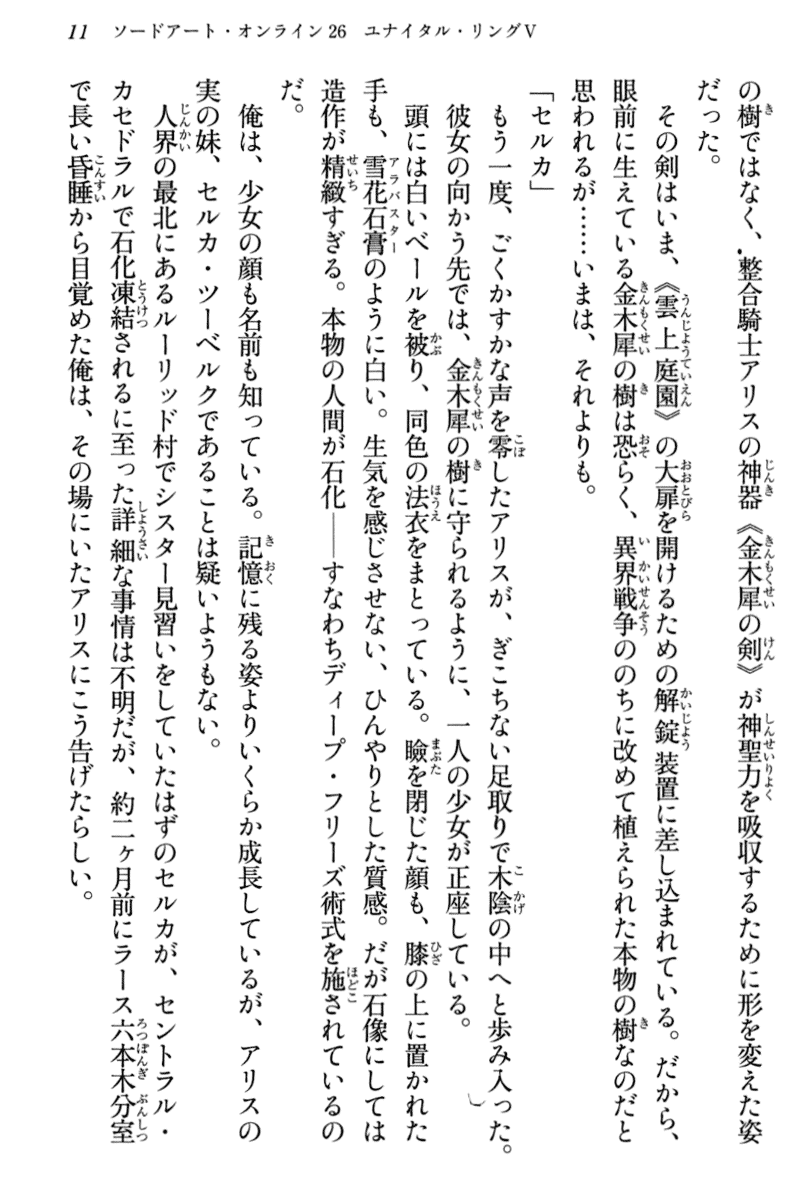 11　ソードアート・オンライン26　ユナイタル・リングⅤ
の樹ではなく、整合騎士アリスの神器《金木犀の剣》が神聖力を吸収するために形を変えた姿
だった。
　その剣はいま、《雲上庭園》の大扉を開けるための解錠装置に差し込まれている。だから、
眼前に生えている金木犀の樹は恐らく、異界戦争ののちに改めて植えられた本物の樹なのだと
思われるが……いまは、それよりも。
「セルカ」
　もう一度、ごくかすかな声を零したアリスが、ぎこちない足取りで木陰の中へと歩み入った。
　彼女の向かう先では、金木犀の樹に守られるように、一人の少女が正座している。
　頭には白いベールを被り、同色の法衣をまとっている。瞼を閉じた顔も、膝の上に置かれた
手も、雪花石膏のように白い。生気を感じさせない、ひんやりとした質感。だが石像にしては
造作が精緻すぎる。本物の人間が石化――すなわちディープ・フリーズ術式を施されているの
だ。
　俺は、少女の顔も名前も知っている。記憶に残る姿よりいくらか成長しているが、アリスの
実の妹、セルカ・ツーベルクであることは疑いようもない。
　人界の最北にあるルーリッド村でシスター見習いをしていたはずのセルカが、セントラル・
カセドラルで石化凍結されるに至った詳細な事情は不明だが、約二ヶ月前にラース六本木分室
で長い昏睡から目覚めた俺は、その場にいたアリスにこう告げたらしい。